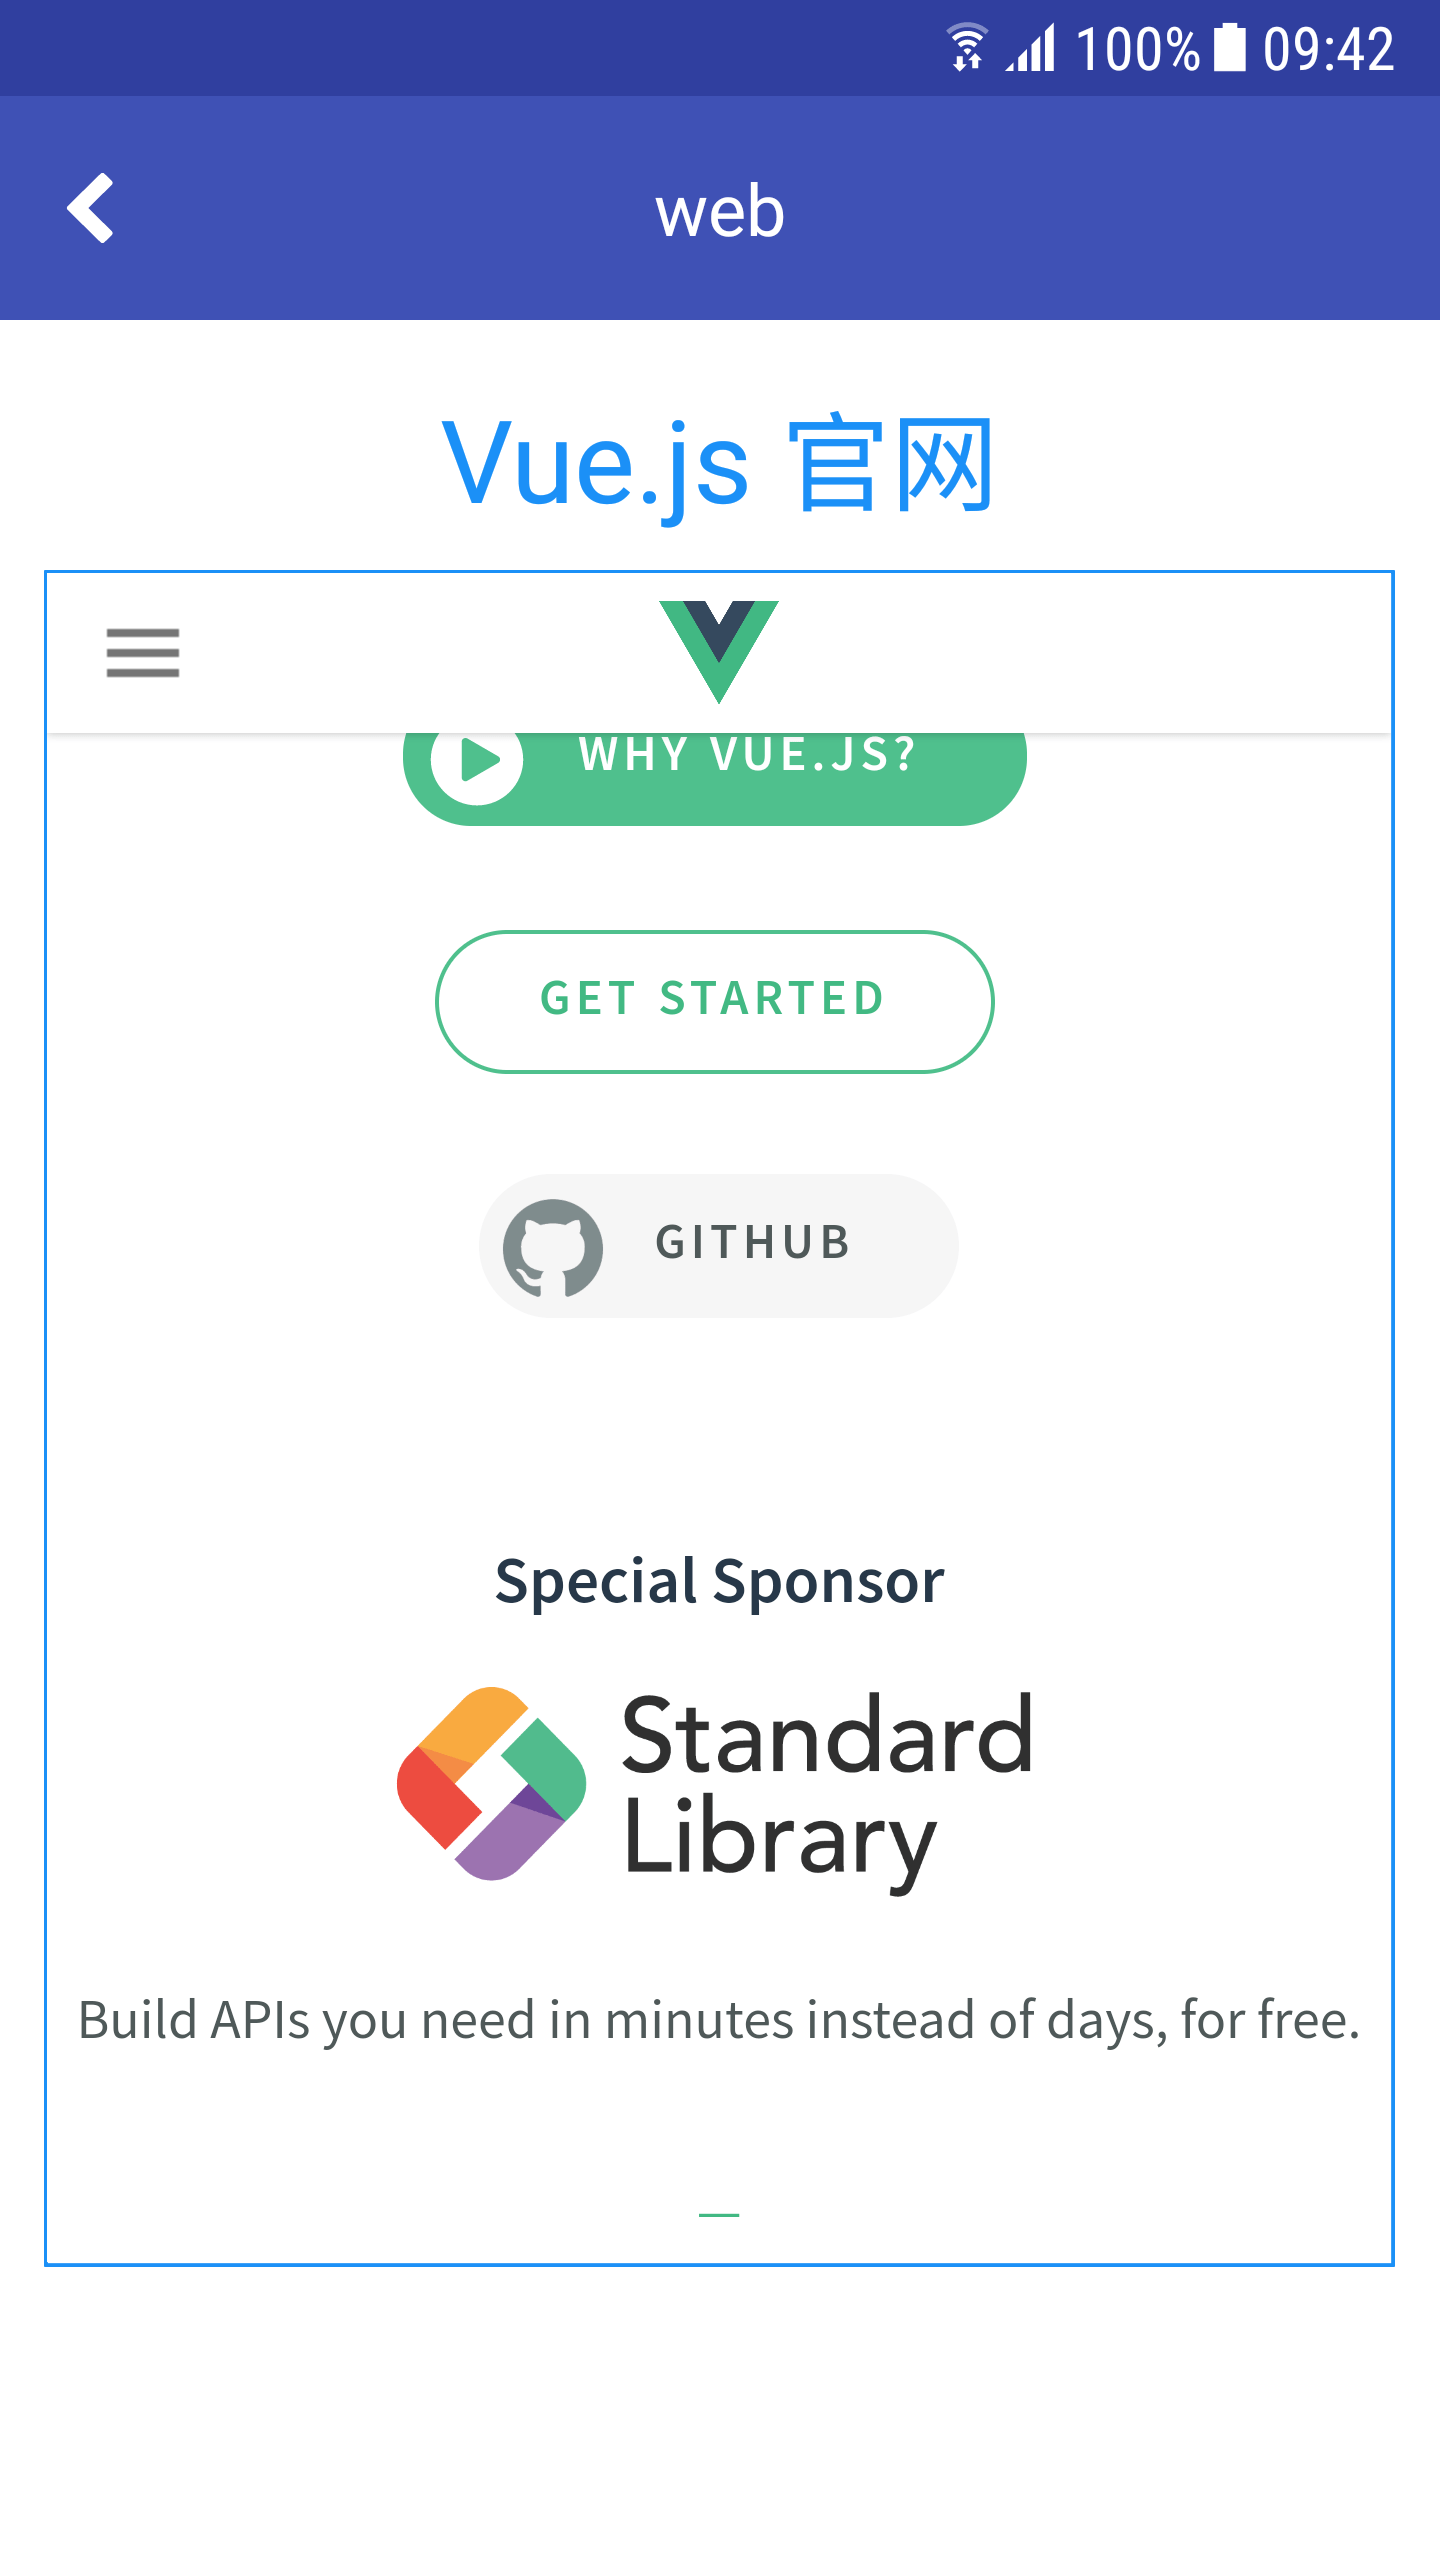 100% 09:42
web
Vue.js 官网
WHY VUE.JS?
GET STARTED
GITHUB
Special Sponsor
Standard
Library
Build APIs you need in minutes instead of days, for free.